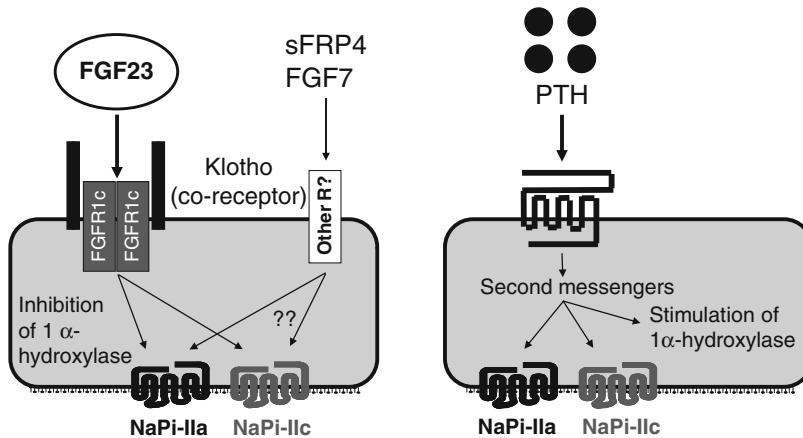 FGF23
sFRP4
FGF7
PTH
Klotho
(co-receptor)
FGFR1c
FGFR1c
Other R?
Inhibition
of 1 α-
hydroxylase
??
Second messengers
Stimulation of
1α-hydroxylase
NaPi-IIa NaPi-IIc
NaPi-IIa NaPi-IIc